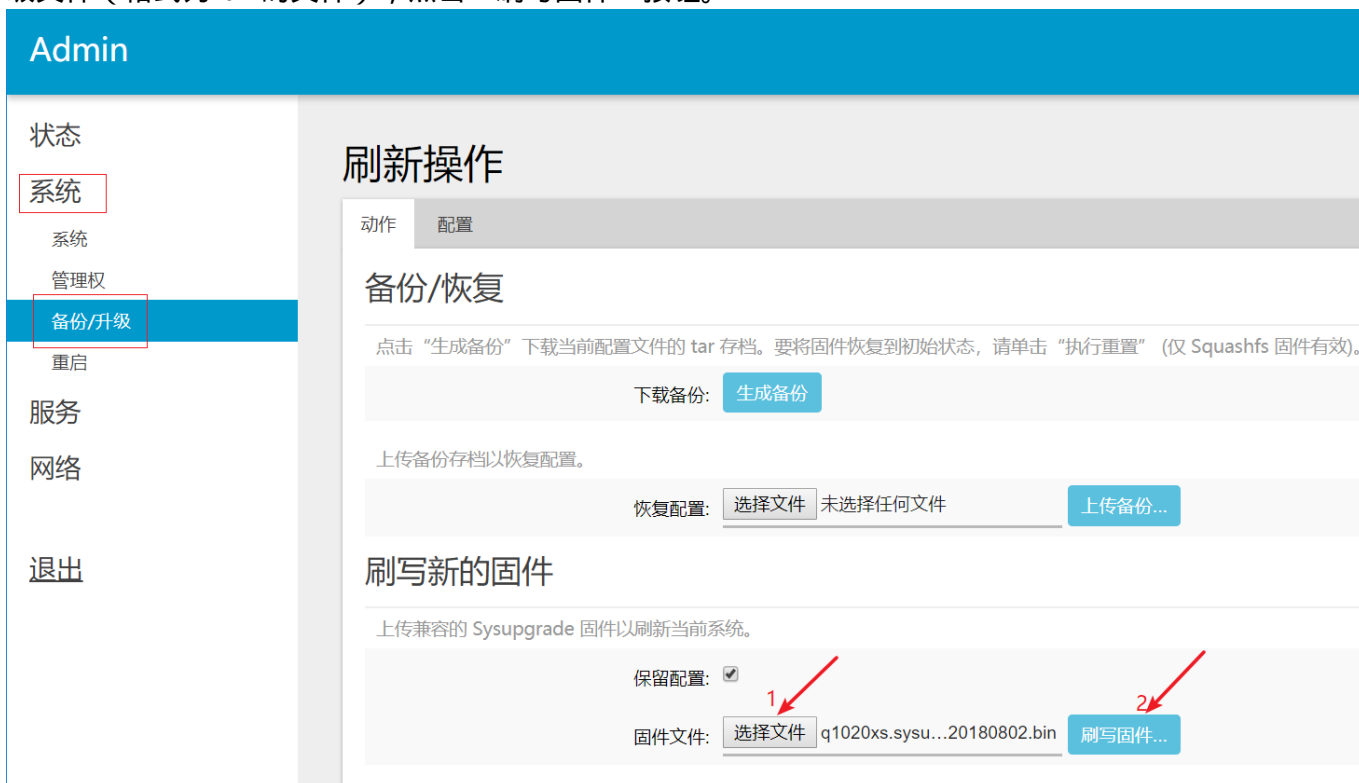 Admin
状态
系统
系统
管理权
备份/升级
重启
服务
网络
退出
刷新操作
动作 配置
备份/恢复
点击“生成备份”下载当前配置文件的 tar 存档。要将固件恢复到初始状态，请单击“执行重置” (仅 Squashfs 固件有效)。
下载备份: 生成备份
上传备份存档以恢复配置。
恢复配置: 选择文件 未选择任何文件 上传备份...
刷写新的固件
上传兼容的 Sysupgrade 固件以刷新当前系统。
保留配置:
1 2
固件文件: 选择文件 q1020xs.sysu...20180802.bin 刷写固件...